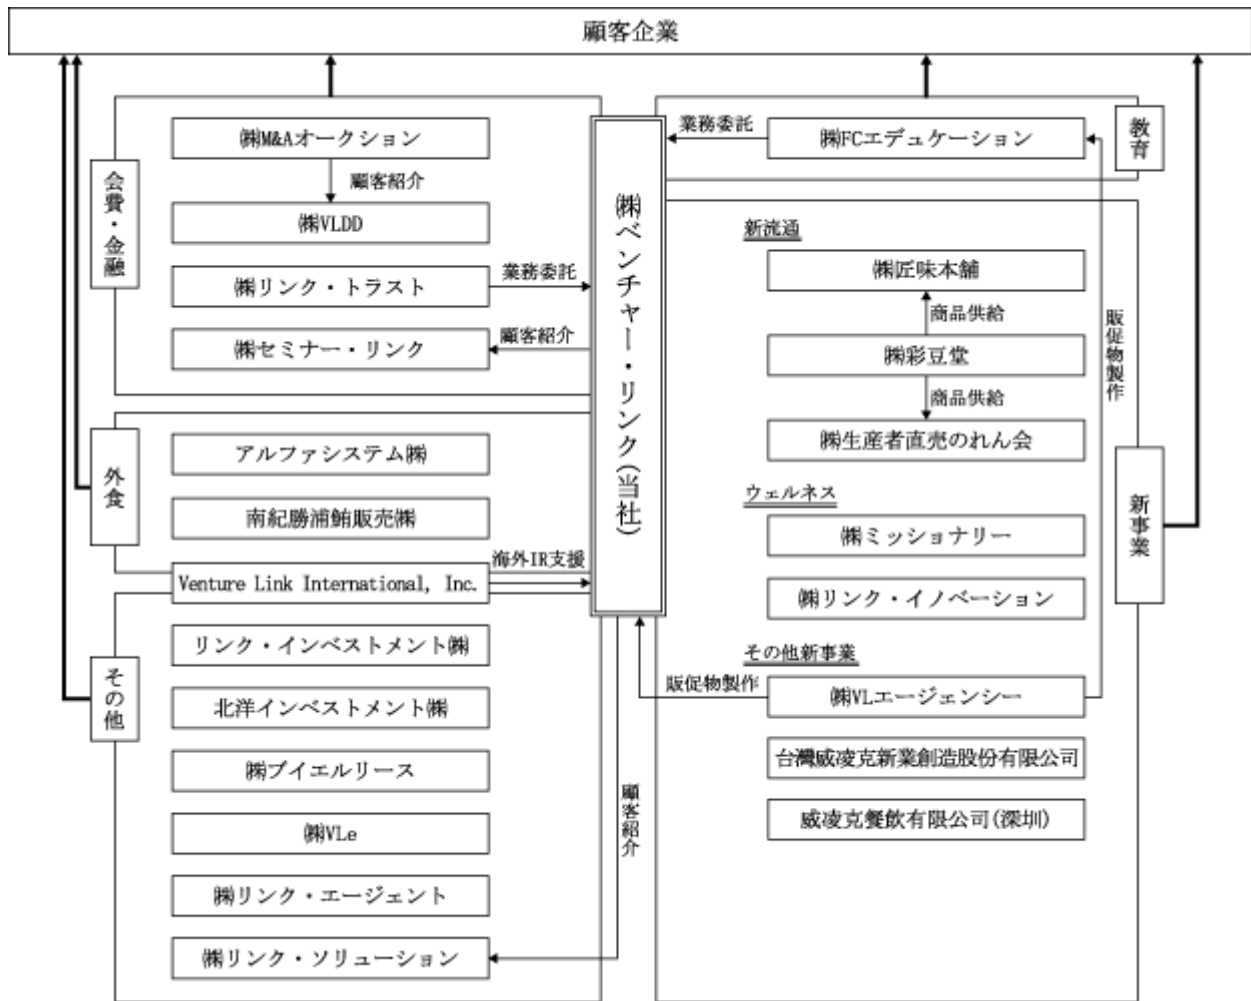 顧客企業
会費・金融
㈱M&Aオークション
顧客紹介
㈱VLDD
㈱リンク・トラスト
業務委託
㈱セミナー・リンク
顧客紹介
外食
アルファシステム㈱
南紀勝浦鮪販売㈱
Venture Link International, Inc.
海外IR支援
その他
リンク・インベストメント㈱
北洋インベストメント㈱
㈱ブイエルリース
㈱VLe
㈱リンク・エージェント
㈱リンク・ソリューション
顧客紹介
㈱ベンチャー・リンク(当社)
教育
業務委託
㈱FCエデュケーション
新事業
新流通
㈱匠味本舗
商品供給
㈱彩豆堂
商品供給
㈱生産者直売のれん会
販促物製作
ウェルネス
㈱ミッショナリー
㈱リンク・イノベーション
その他新事業
販促物製作
㈱VLエージェンシー
台灣威凌克新業創造股份有限公司
威凌克餐飲有限公司(深圳)